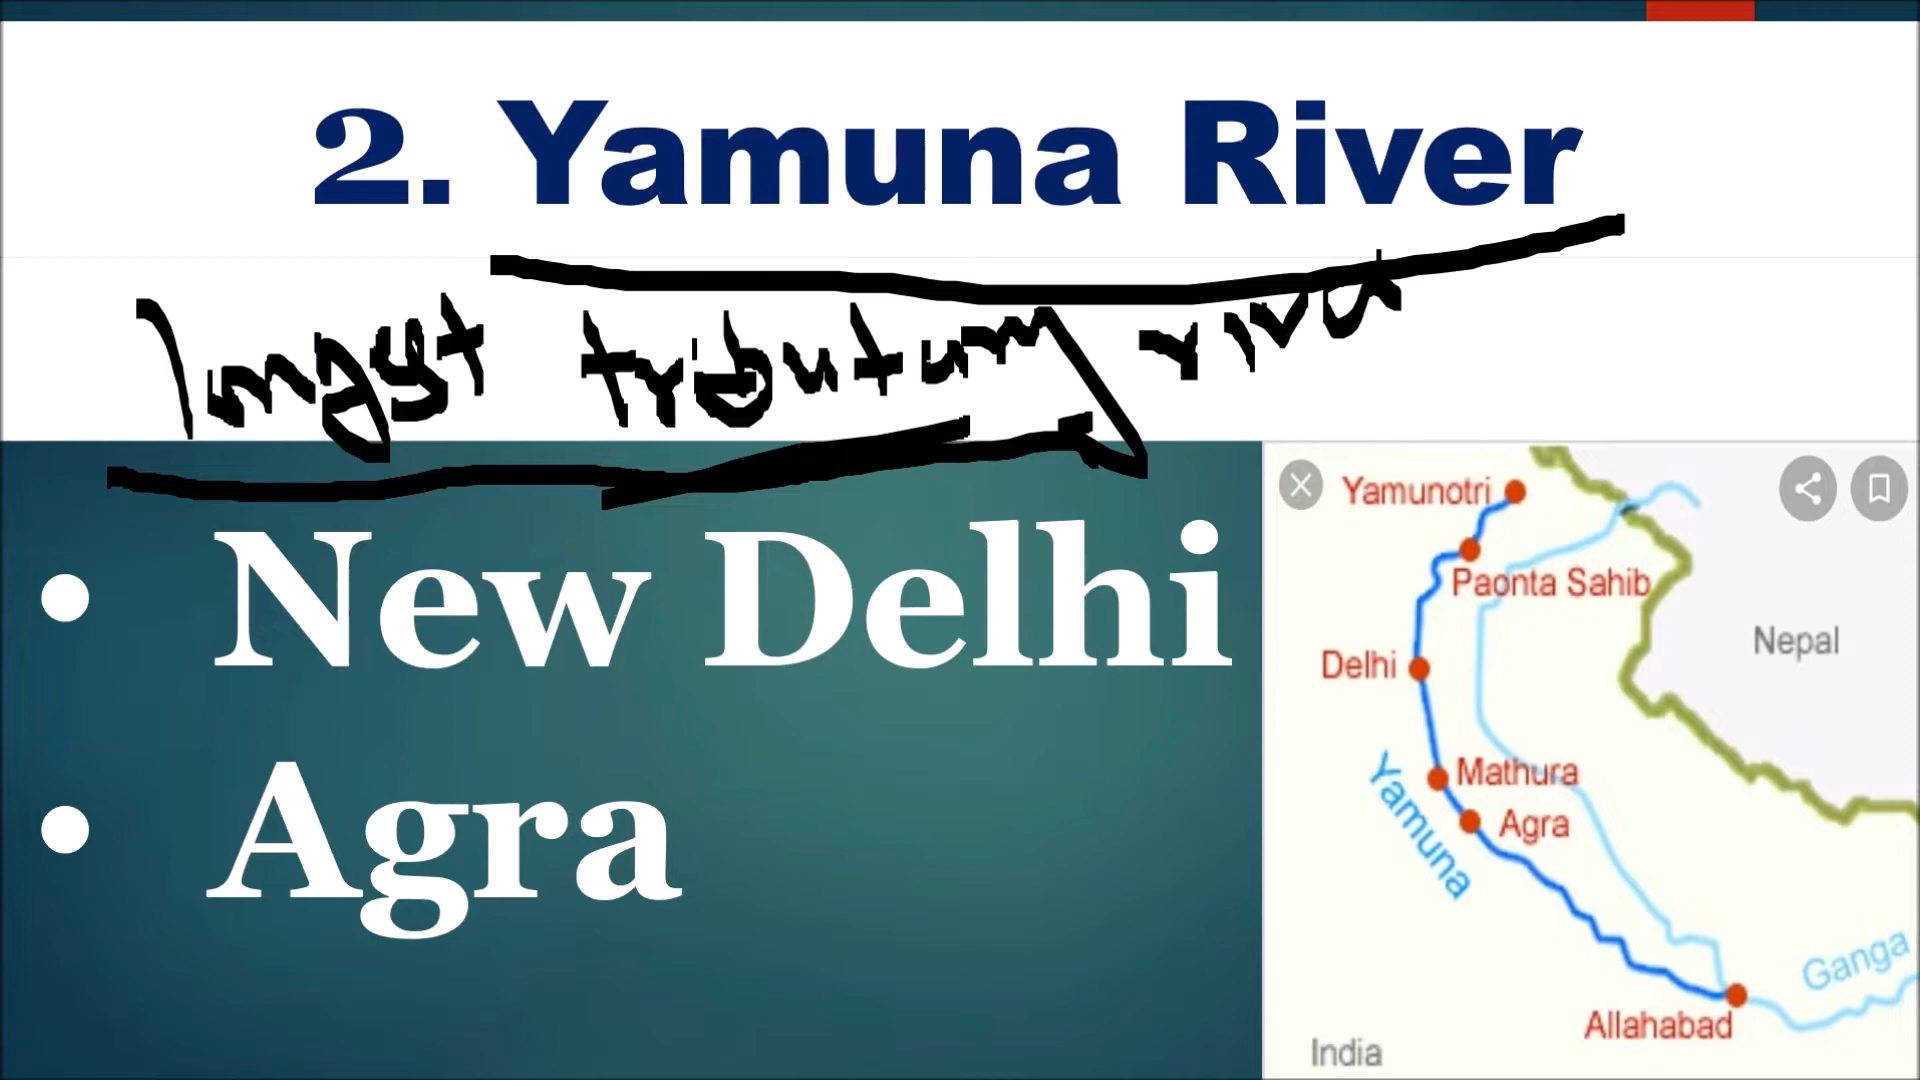 2. Yamuna River
longest tributary river
• New Delhi
• Agra
Yamunotri
Paonta Sahib
Nepal
Delhi
Mathura
Agra
Yamuna
Ganga
Allahabad
India